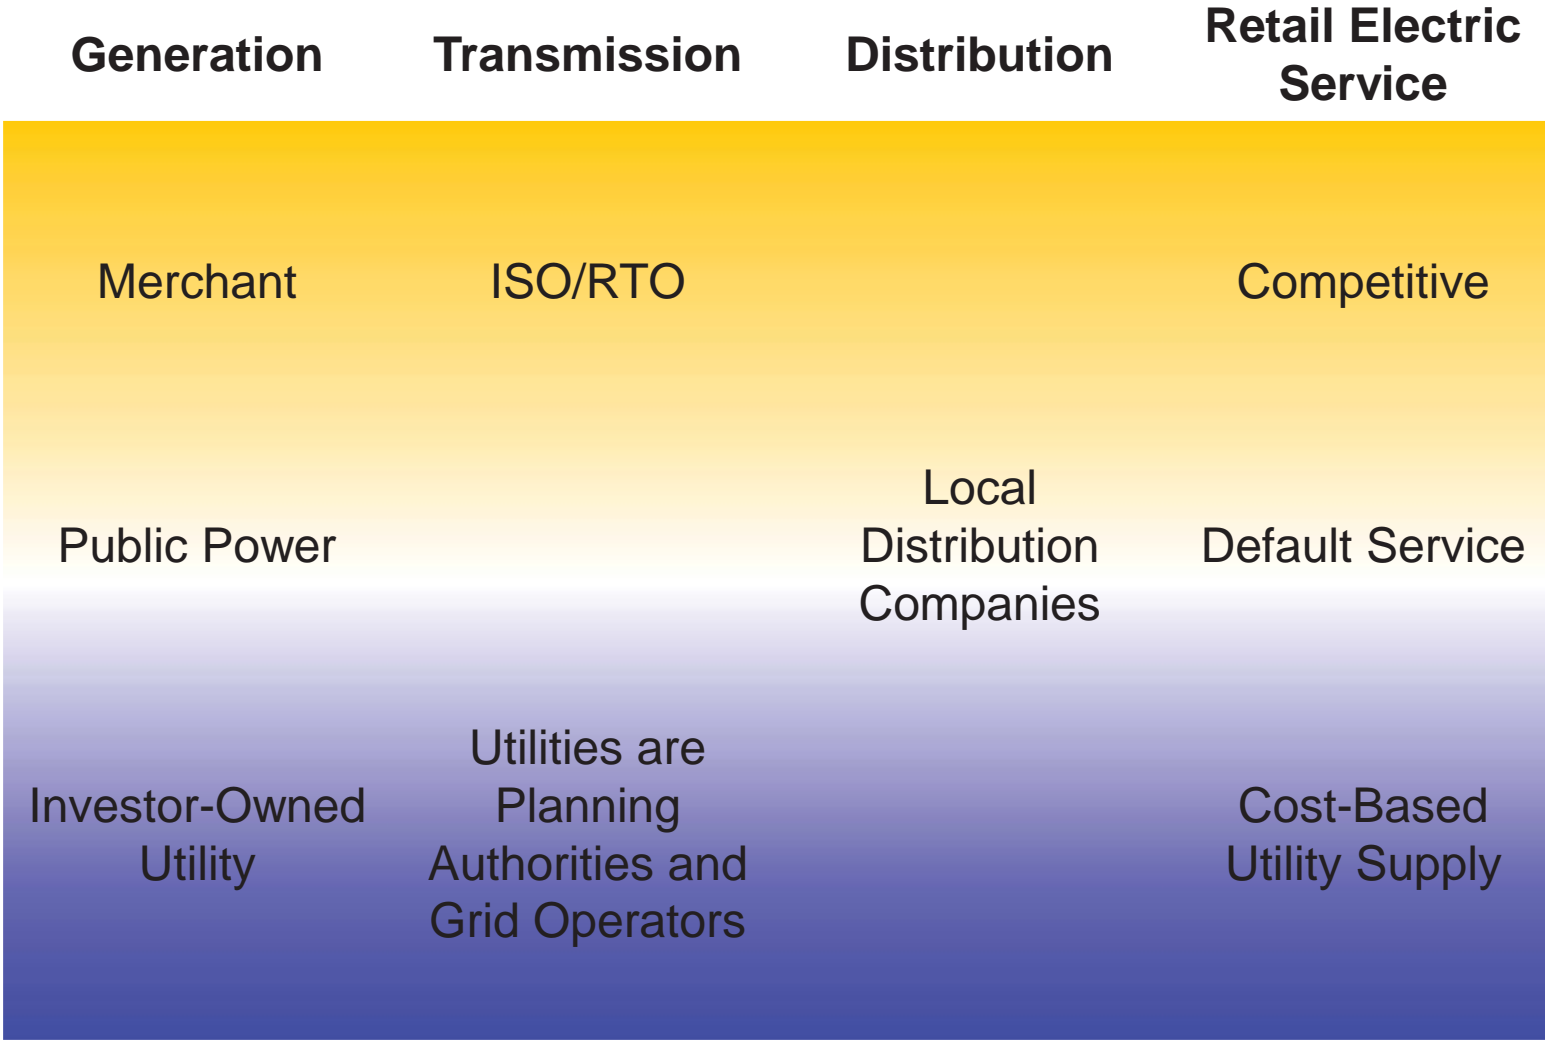 Generation
Transmission
Distribution
Retail Electric
Service
Merchant
ISO/RTO
Competitive
Public Power
Local
Distribution
Companies
Default Service
Investor-Owned
Utility
Utilities are
Planning
Authorities and
Grid Operators
Cost-Based
Utility Supply